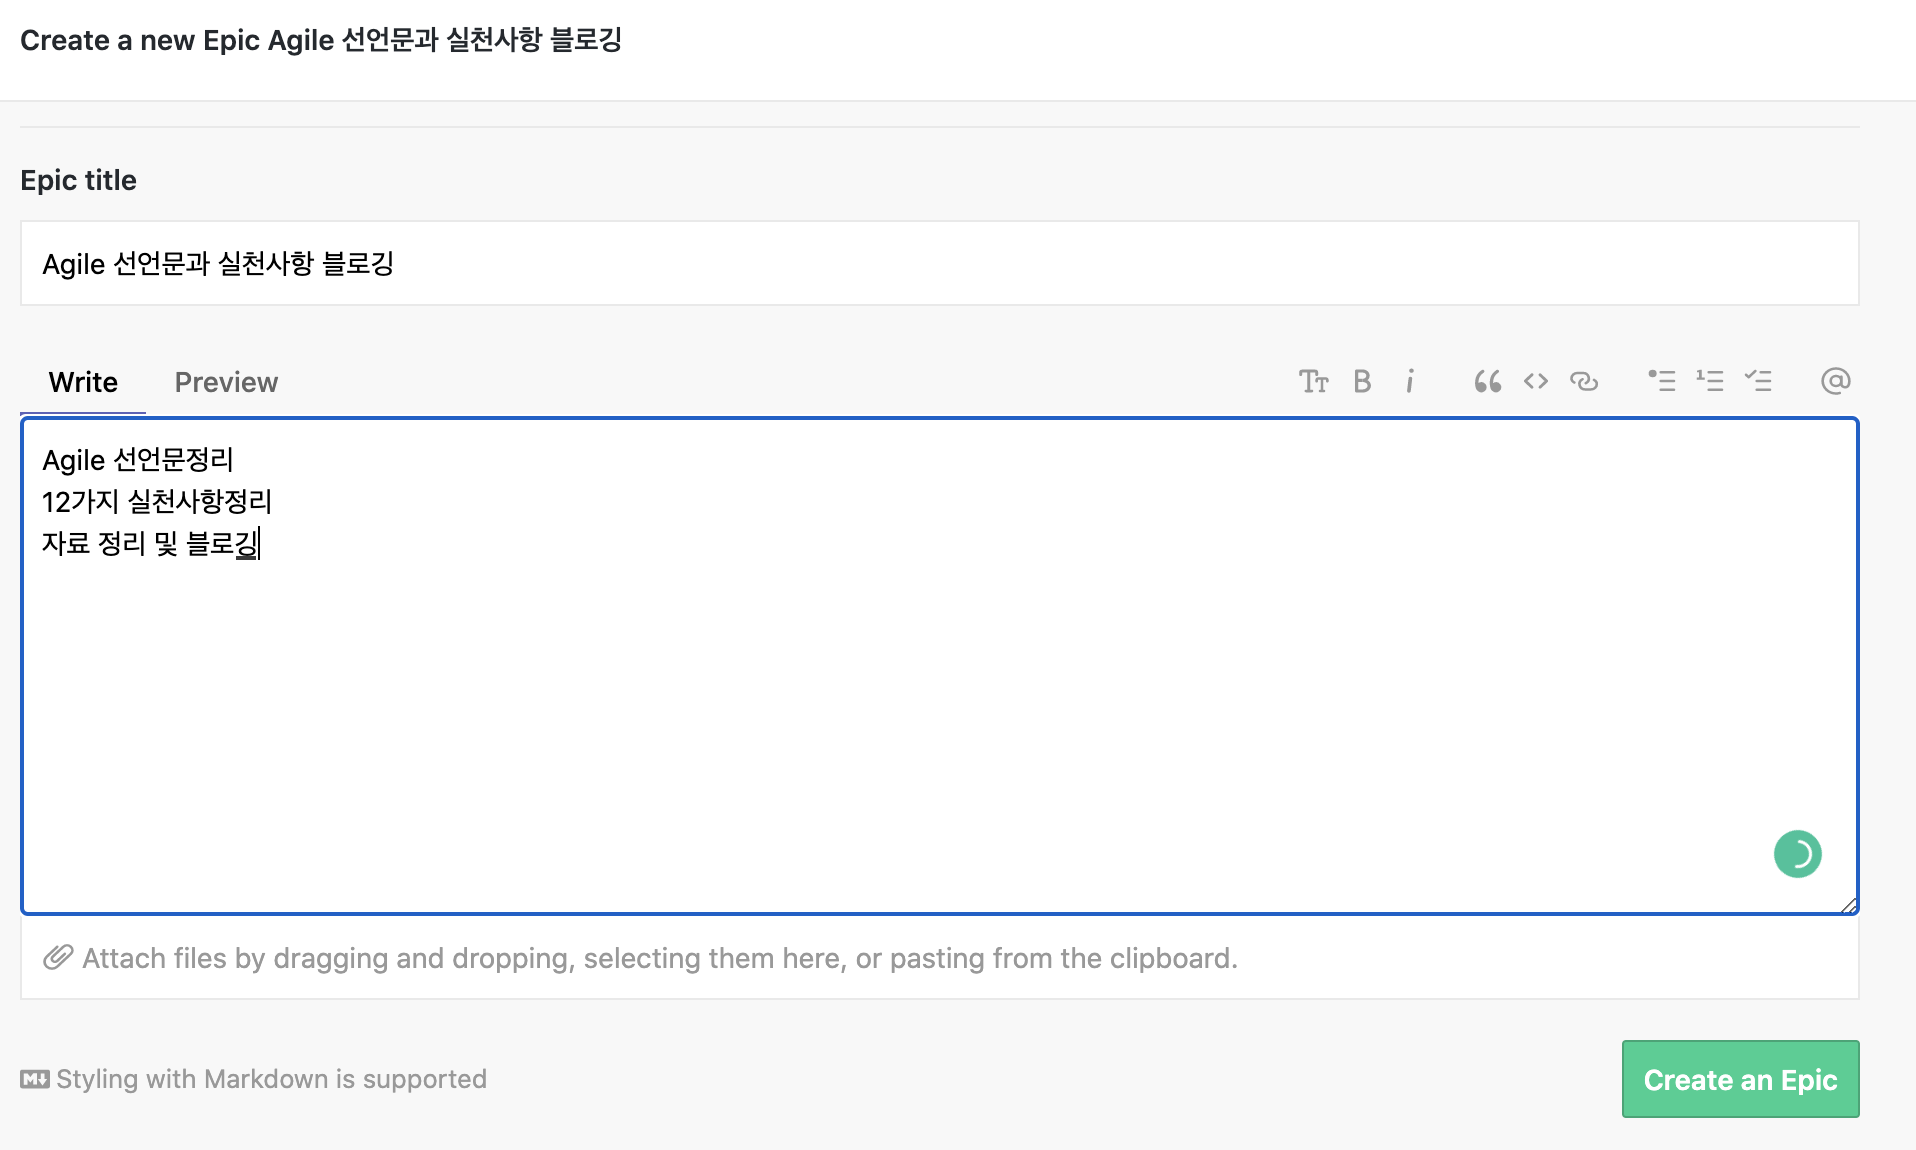 Create a new Epic Agile 선언문과 실천사항 블로깅
Epic title
Agile 선언문과 실천사항 블로깅
Write Preview
Agile 선언문정리
12가지 실천사항정리
자료 정리 및 블로깅
Attach files by dragging and dropping, selecting them here, or pasting from the clipboard.
Styling with Markdown is supported
Create an Epic